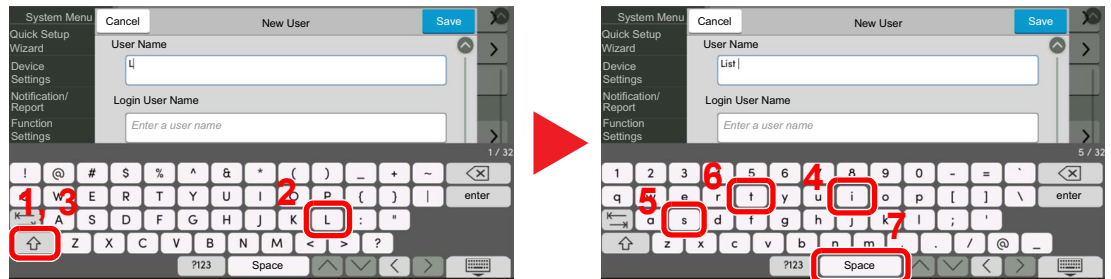 System Menu
Cancel
New User
Save
Quick Setup
Wizard
User Name
L
Device
Settings
Notification/
Report
Login User Name
Function
Settings
Enter a user name
1 / 32
! @ # $ % ^ & * ( ) _ + ~
W E R T Y U I O P { } | enter
1, 3
2
A S D F G H J K L : "
Z X C V B N M < > ?
?123 Space
System Menu
Cancel
New User
Save
Quick Setup
Wizard
User Name
List
Device
Settings
Notification/
Report
Login User Name
Function
Settings
Enter a user name
5 / 32
1 2 3 5 6 7 8 9 0 - = `
6
4
q w e r t y u i o p [ ] \ enter
5
a s d f g h j k l ; '
7
z x c v b n m , . / @ _
?123 Space